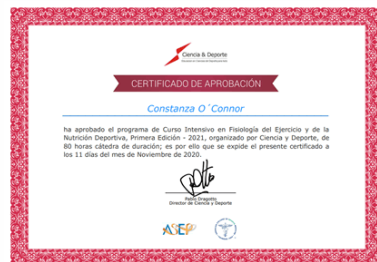 Ciencia & Deporte
CERTIFICADO DE APROBACIÓN
Constanza O´Connor
ha aprobado el programa de Curso Intensivo en Fisiología del Ejercicio y de la
Nutrición Deportiva, Primera Edición - 2021, organizado por Ciencia y Deporte, de
80 horas cátedra de duración; es por ello que se expide el presente certificado a
los 11 días del mes de Noviembre de 2020.
Pablo Dragotto
Director de Ciencia y Deporte
ASEP